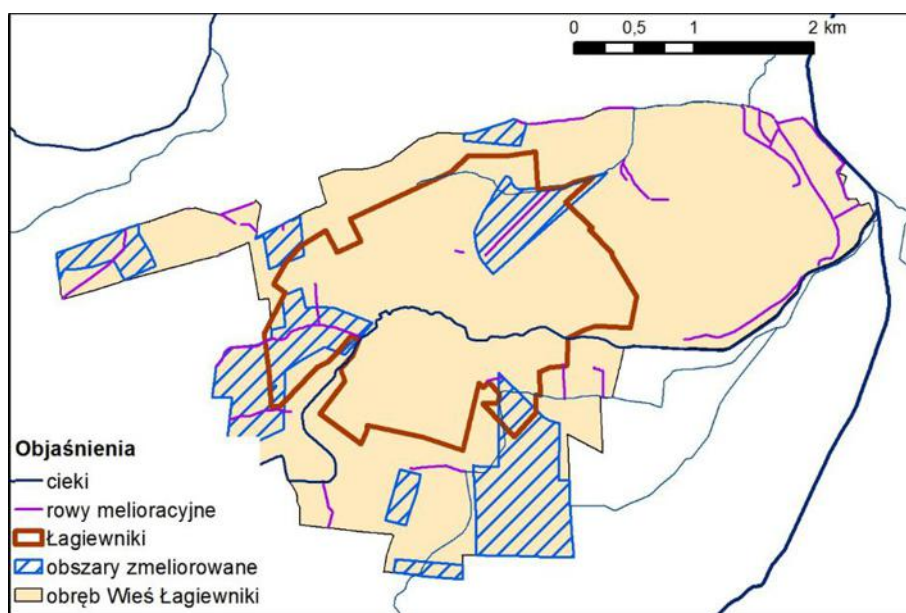 0 0,5 1 2 km
Objaśnienia
cieki
rowy melioracyjne
Łagiewniki
obszary zmeliorowane
obręb Wieś Łagiewniki